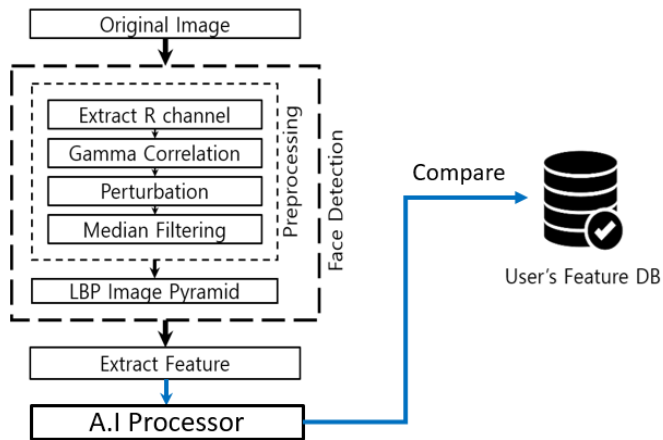 Original Image
Extract R channel
Gamma Correlation
Perturbation
Median Filtering
Preprocessing
LBP Image Pyramid
Face Detection
Extract Feature
A.I Processor
Compare
User's Feature DB